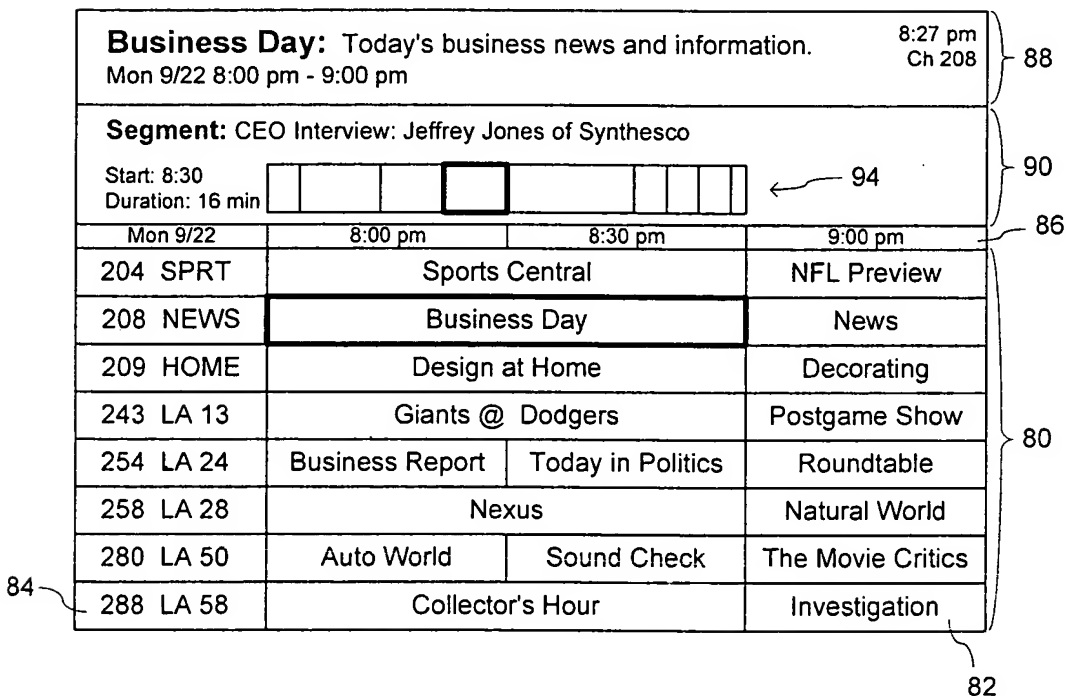 Business Day: Today's business news and information.
8:27 pm
Ch 208
Mon 9/22 8:00 pm - 9:00 pm
88
Segment: CEO Interview: Jeffrey Jones of Synthesco
Start: 8:30
Duration: 16 min
94
90
Mon 9/22 8:00 pm 8:30 pm 9:00 pm
86
204 SPRT Sports Central NFL Preview
208 NEWS Business Day News
209 HOME Design at Home Decorating
243 LA 13 Giants @ Dodgers Postgame Show
80
254 LA 24 Business Report Today in Politics Roundtable
258 LA 28 Nexus Natural World
280 LA 50 Auto World Sound Check The Movie Critics
84
288 LA 58 Collector's Hour Investigation
82